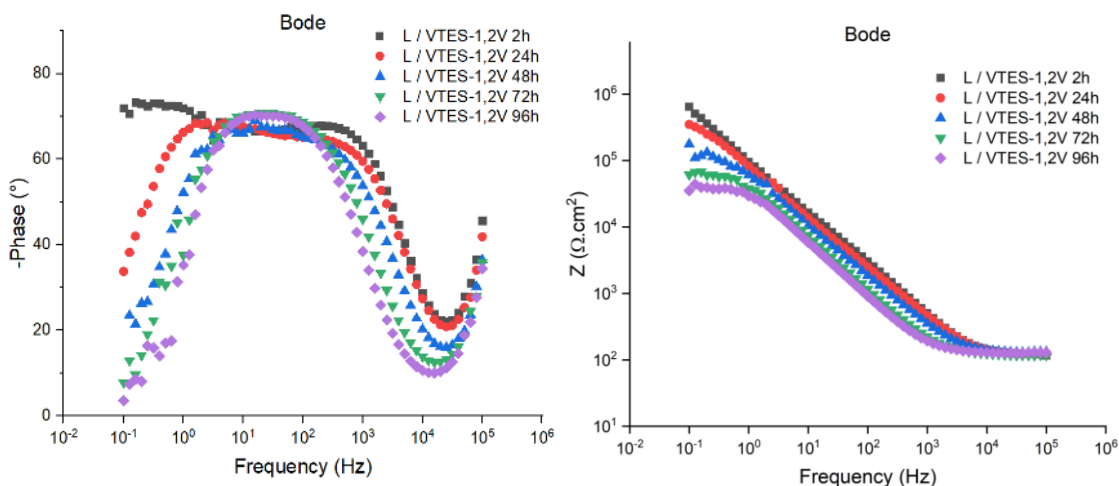 Bode
L / VTES-1,2V 2h
L / VTES-1,2V 24h
L / VTES-1,2V 48h
L / VTES-1,2V 72h
L / VTES-1,2V 96h
-Phase (°)
80
60
40
20
0
10⁻² 10⁻¹ 10⁰ 10¹ 10² 10³ 10⁴ 10⁵ 10⁶
Frequency (Hz)
Bode
L / VTES-1,2V 2h
L / VTES-1,2V 24h
L / VTES-1,2V 48h
L / VTES-1,2V 72h
L / VTES-1,2V 96h
Z (Ω.cm²)
10⁶
10⁵
10⁴
10³
10²
10¹
10⁻² 10⁻¹ 10⁰ 10¹ 10² 10³ 10⁴ 10⁵ 10⁶
Frequency (Hz)